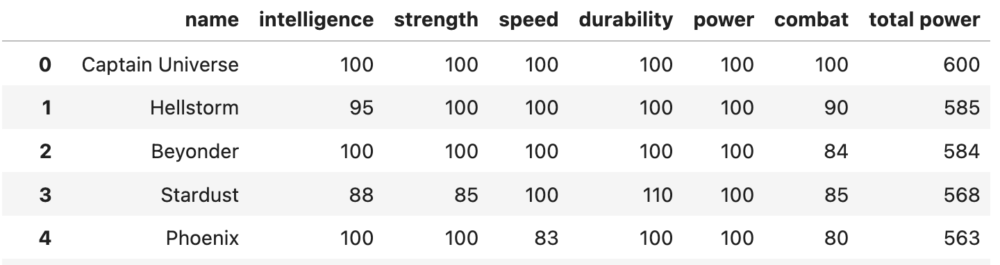 name intelligence strength speed durability power combat total power
0 Captain Universe 100 100 100 100 100 100 600
1 Hellstorm 95 100 100 100 100 90 585
2 Beyonder 100 100 100 100 100 84 584
3 Stardust 88 85 100 110 100 85 568
4 Phoenix 100 100 83 100 100 80 563